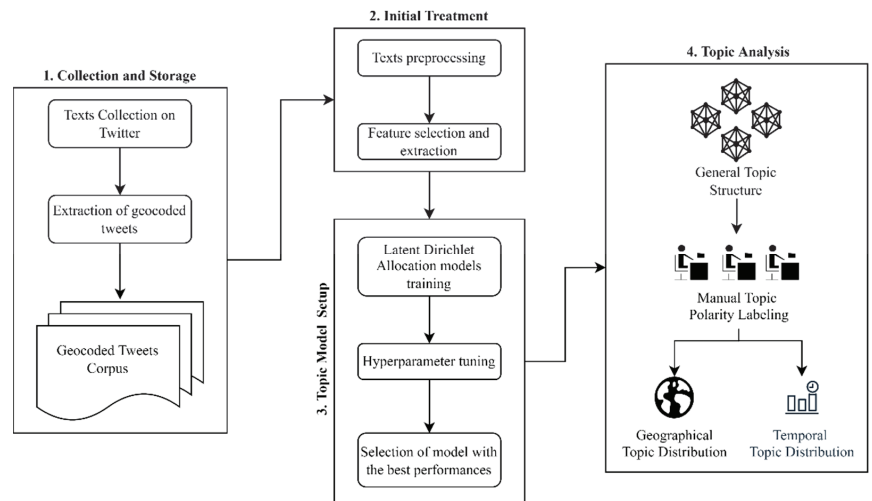 1. Collection and Storage
Texts Collection on
Twitter
Extraction of geocoded
tweets
Geocoded Tweets
Corpus
2. Initial Treatment
Texts preprocessing
Feature selection and
extraction
3. Topic Model Setup
Latent Dirichlet
Allocation models
training
Hyperparameter tuning
Selection of model with
the best performances
4. Topic Analysis
General Topic
Structure
Manual Topic
Polarity Labeling
Geographical
Topic Distribution
Temporal
Topic Distribution